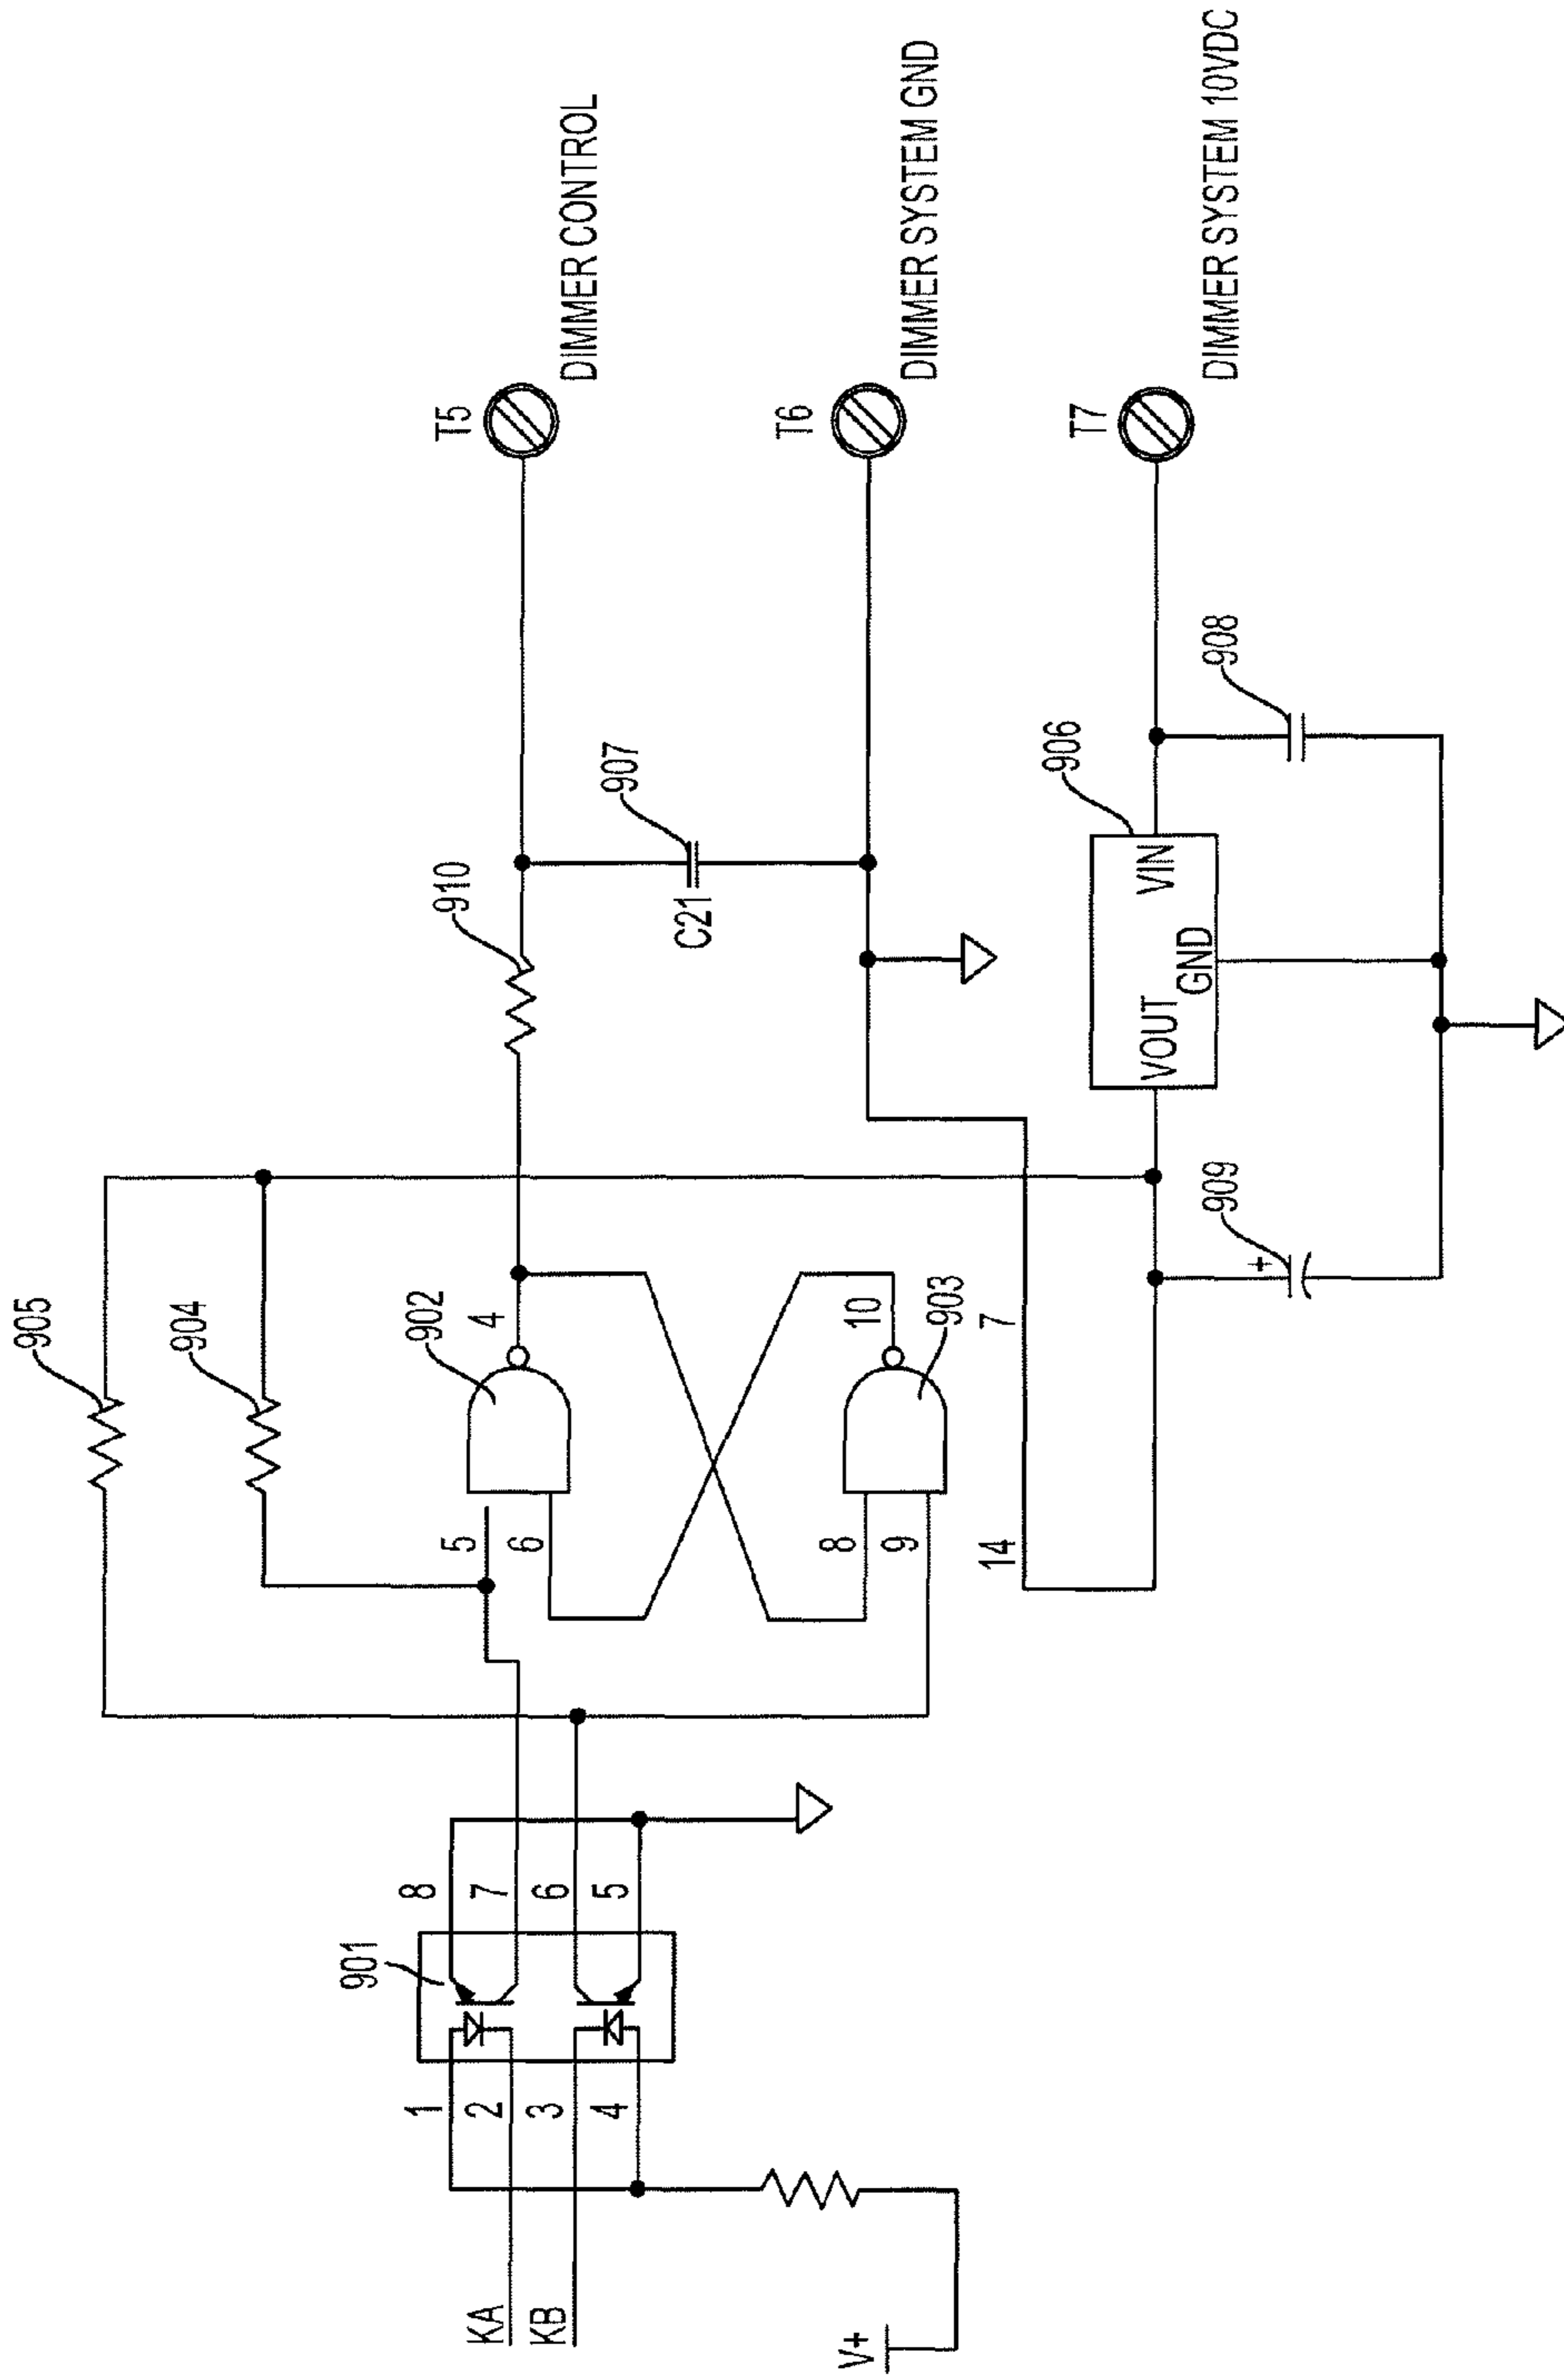 905
904
T5
DIMMER CONTROL
910
902
4
5
6
907
C21
901
8
7
6
5
1
2
3
4
KA
KB
T6
DIMMER SYSTEM GND
10
903
8
9
7
14
V+
T7
DIMMER SYSTEM 10VDC
906
VOUT
GND
VIN
908
909
+